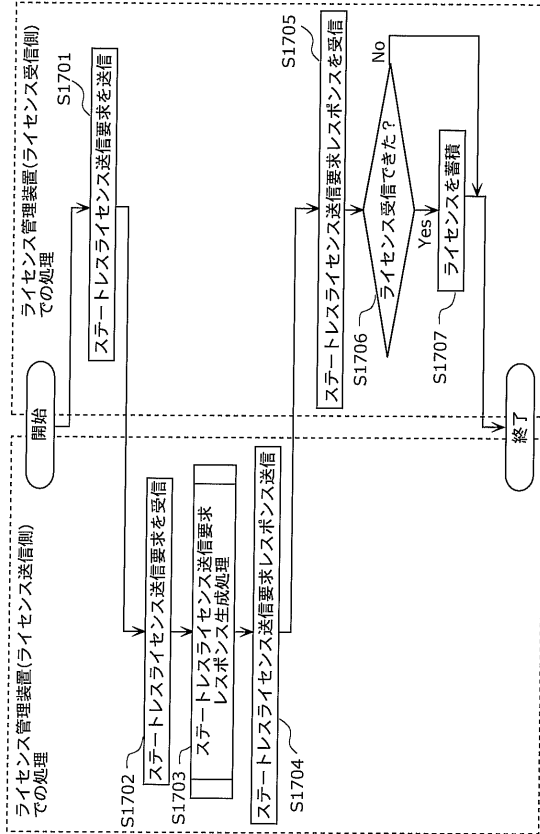 ライセンス管理装置(ライセンス送信側)
での処理
ライセンス管理装置(ライセンス受信側)
での処理
開始
S1701
ステートレスライセンス送信要求を送信
S1702
ステートレスライセンス送信要求を受信
S1703
ステートレスライセンス送信要求
レスポンス生成処理
ステートレスライセンス送信要求レスポンス送信
S1704
S1705
ステートレスライセンス送信要求レスポンスを受信
S1706
ライセンス受信できた？
No
Yes
S1707
ライセンスを蓄積
終了